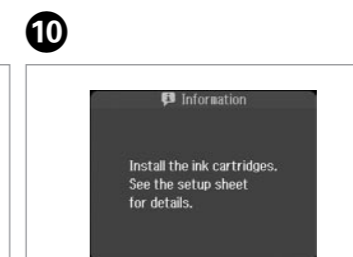 10
Information
Install the ink cartridges.
See the setup sheet
for details.